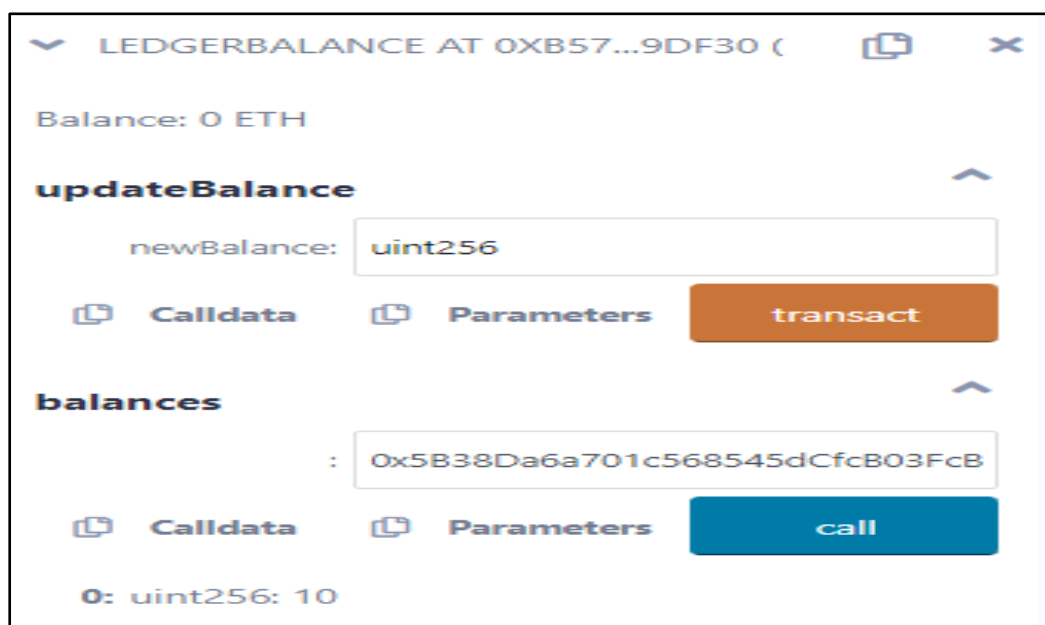 LEDGERBALANCE AT 0XB57...9DF30 (
Balance: 0 ETH
updateBalance
newBalance: uint256
Calldata Parameters transact
balances
: 0x5B38Da6a701c568545dCfcB03FcB
Calldata Parameters call
0: uint256: 10